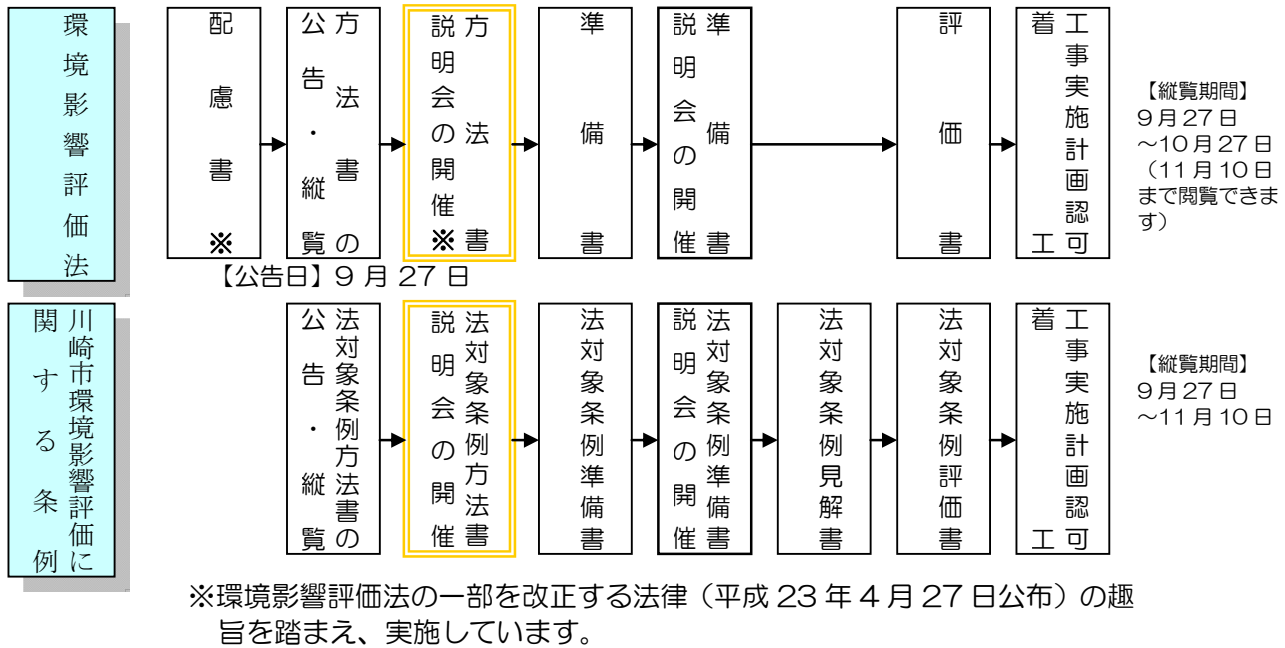 環境影響評価法
配慮書※
方法書の
公告・縦覧
方法書
説明会の開催※
準備書
準備書
説明会の開催
評価書
工事実施計画認可
着工
【縦覧期間】
9月27日
～10月27日
（11月10日
まで閲覧できま
す）
【公告日】9月27日
川崎市環境影響評価に
関する条例
法対象条例方法書の
公告・縦覧
法対象条例方法書
説明会の開催
法対象条例準備書
法対象条例準備書
説明会の開催
法対象条例見解書
法対象条例評価書
工事実施計画認可
着工
【縦覧期間】
9月27日
～11月10日
※環境影響評価法の一部を改正する法律（平成23年4月27日公布）の趣
旨を踏まえ、実施しています。